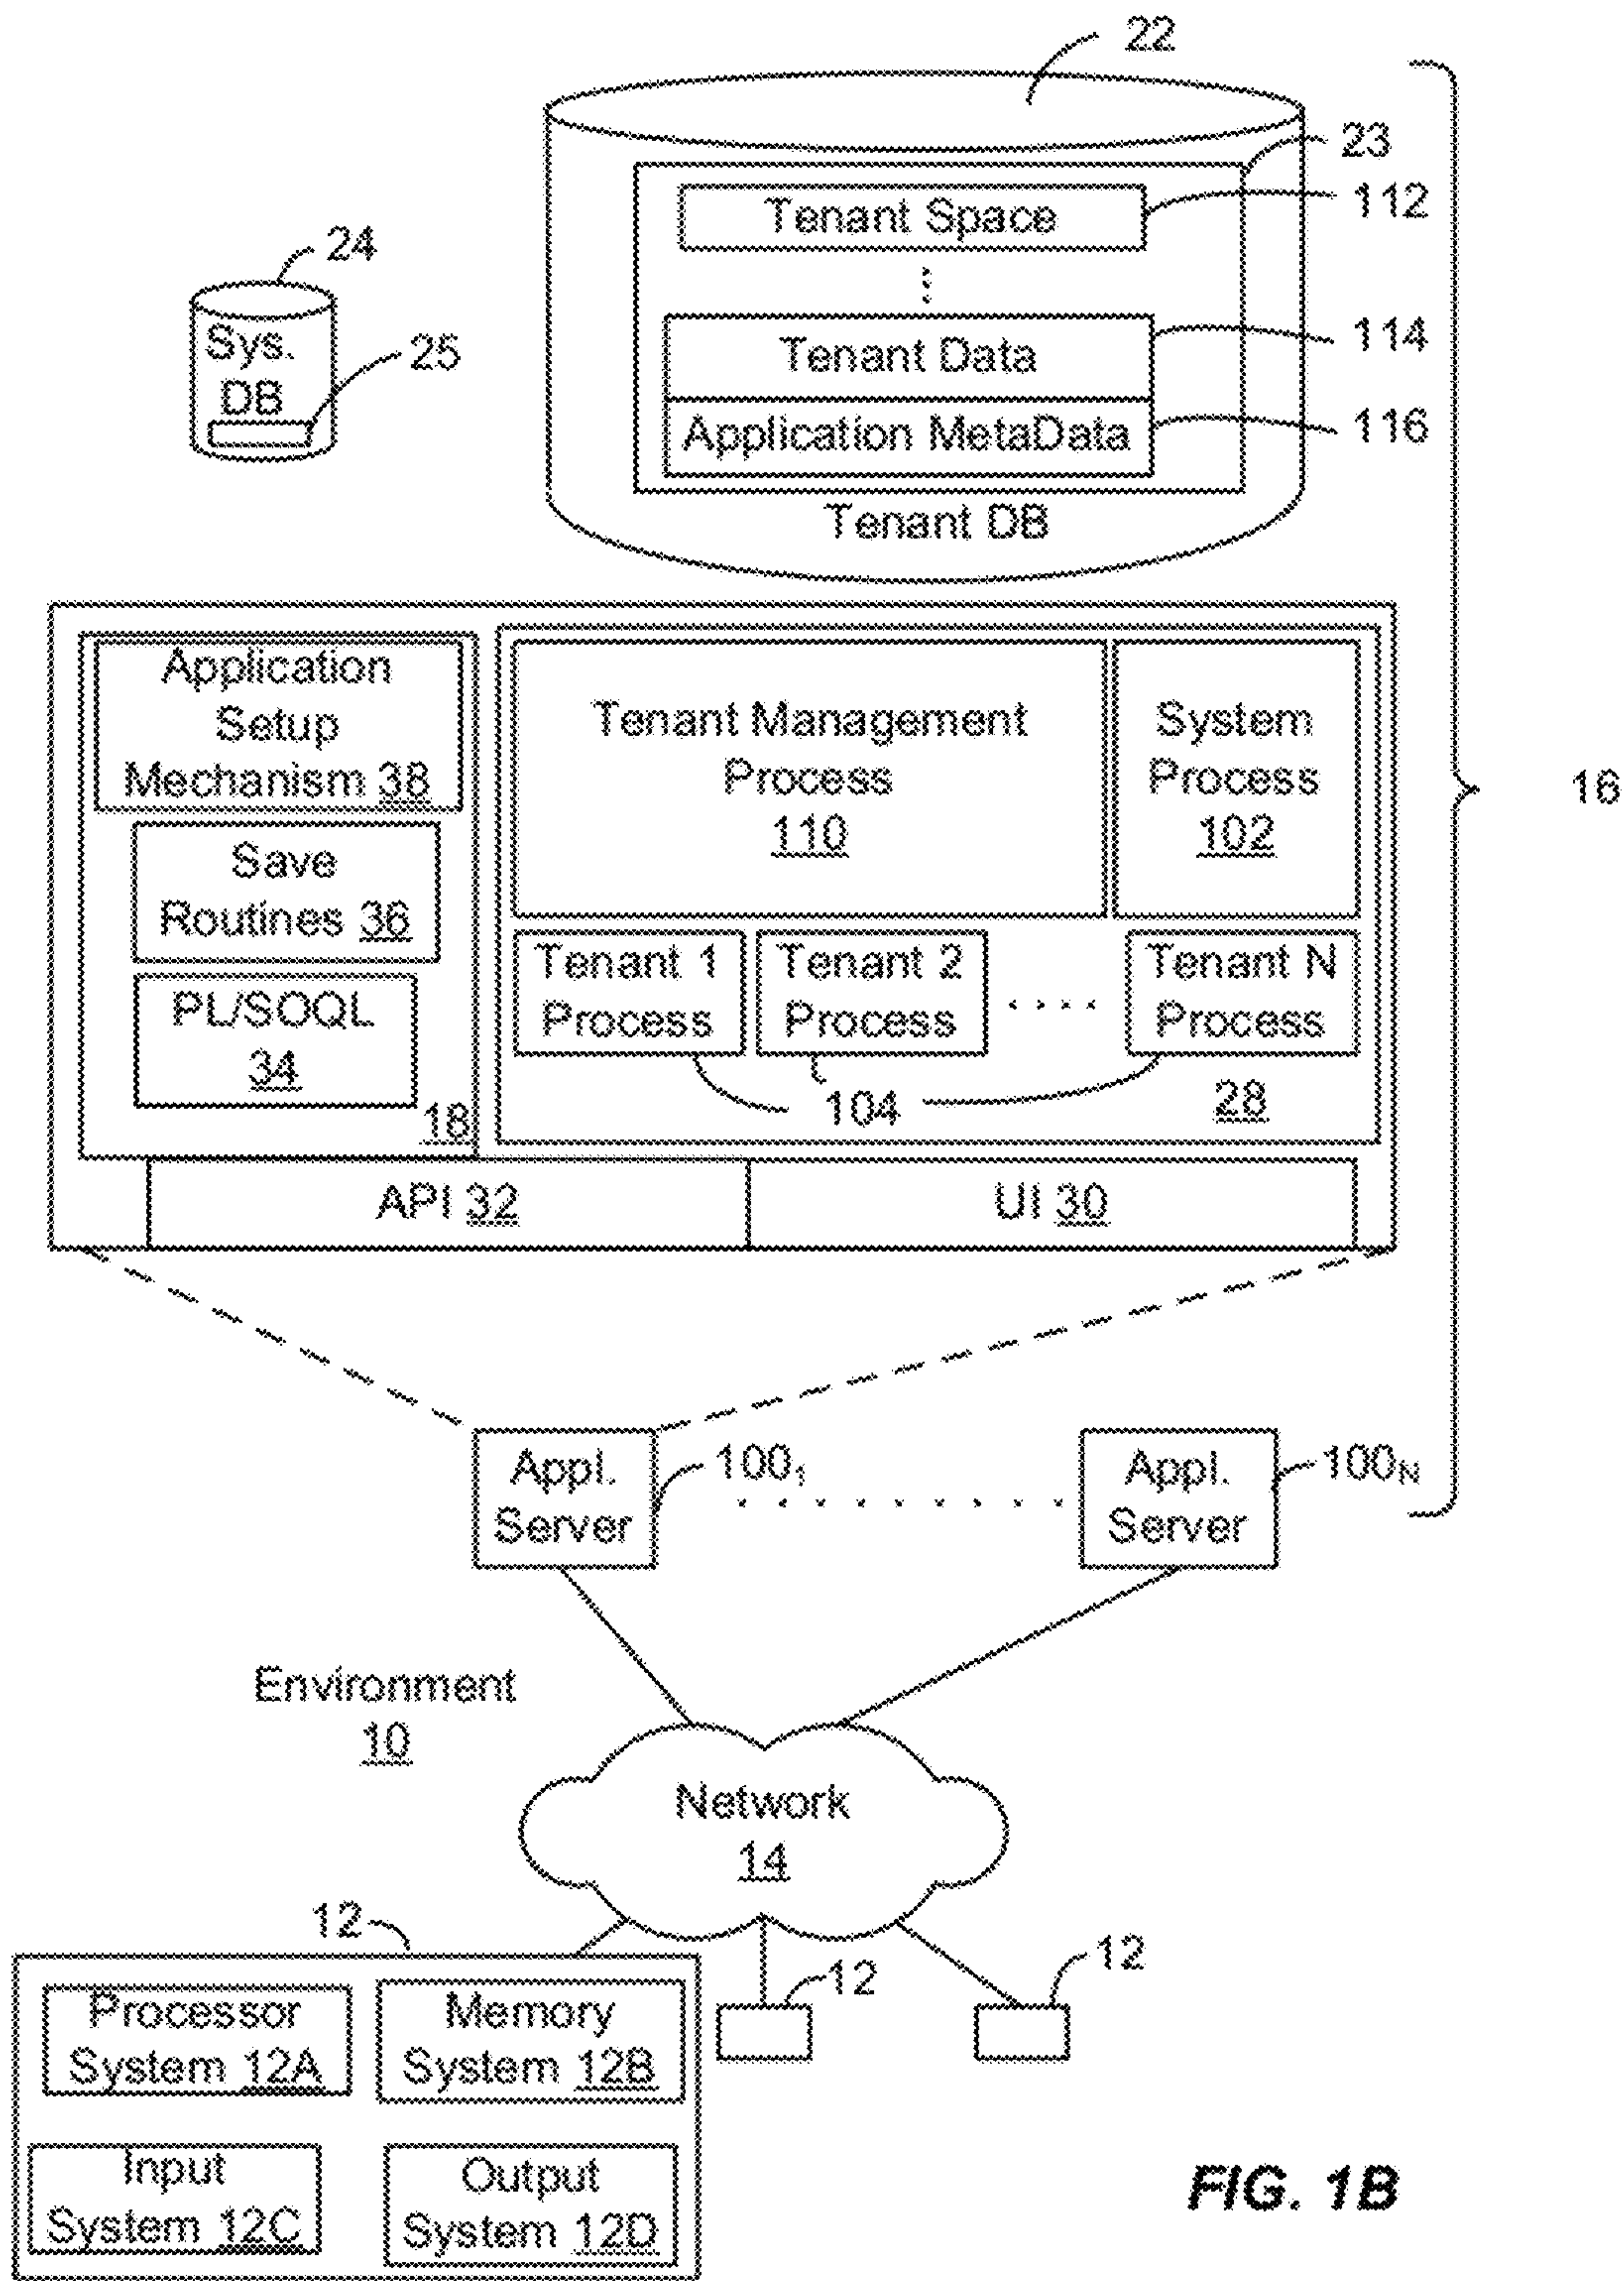 22
23
Tenant Space
112
24
Sys.
DB
25
Tenant Data
114
Application MetaData
116
Tenant DB
Application
Setup
Mechanism 38
Save
Routines 36
PL/SOQL
34
18
Tenant Management
Process
110
System
Process
102
16
Tenant 1
Process
Tenant 2
Process
. . . .
Tenant N
Process
104
28
API 32
UI 30
Appl.
Server
100₁
. . . . . . . . .
Appl.
Server
100N
Environment
10
Network
14
12
Processor
System 12A
Memory
System 12B
Input
System 12C
Output
System 12D
12
12
FIG. 1B